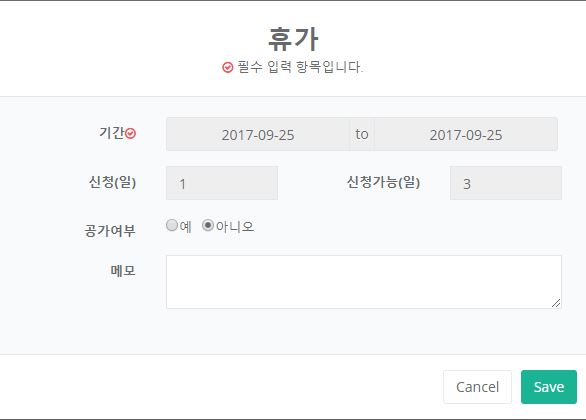 휴가
필수 입력 항목입니다.
기간 2017-09-25 to 2017-09-25
신청(일) 1 신청가능(일) 3
공가여부 예 아니오
메모
Cancel Save